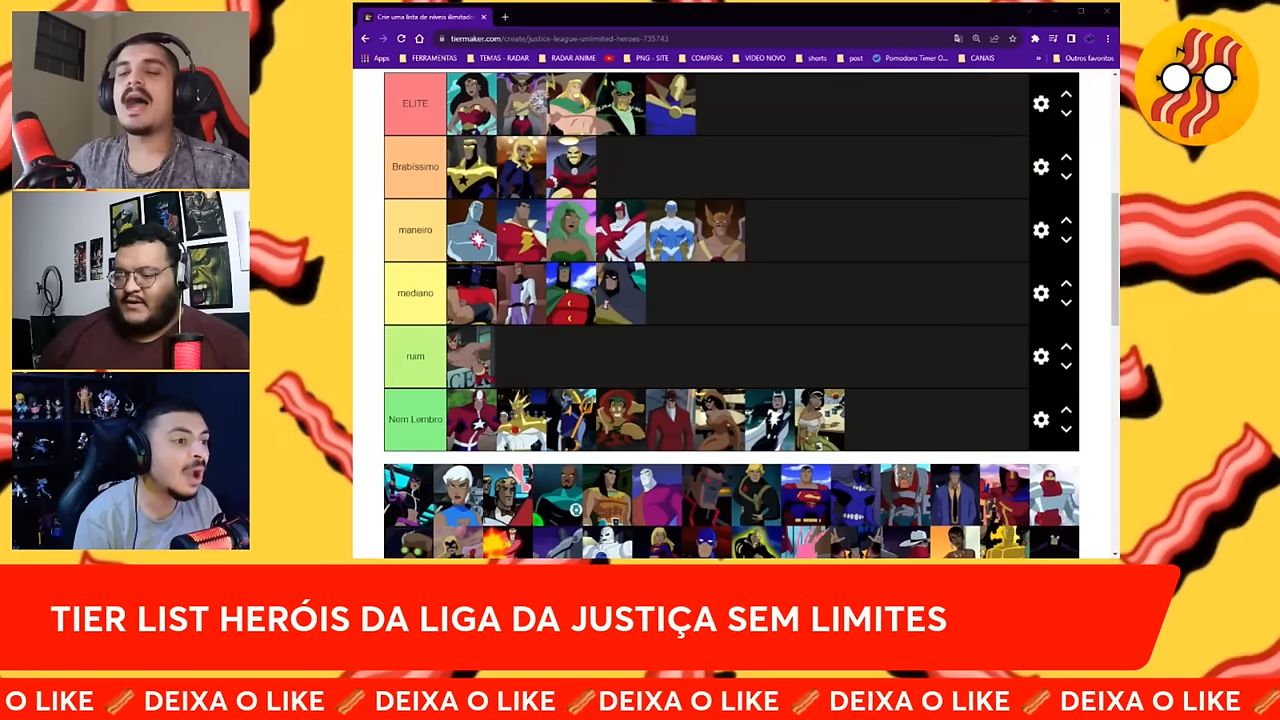 Crie uma lista de níveis ilimitada
tiermaker.com/create/justice-league-unlimited-heroes-735743
Apps FERRAMENTAS TEMAS - RADAR RADAR ANIME PNG - SITE COMPRAS VIDEO NOVO shorts post Pomodoro Timer O... CANAIS » Outros favoritos
ELITE
Brabíssimo
maneiro
mediano
ruim
Nem Lembro
TIER LIST HERÓIS DA LIGA DA JUSTIÇA SEM LIMITES
O LIKE DEIXA O LIKE DEIXA O LIKE DEIXA O LIKE DEIXA O LIKE DEIXA O LIKE